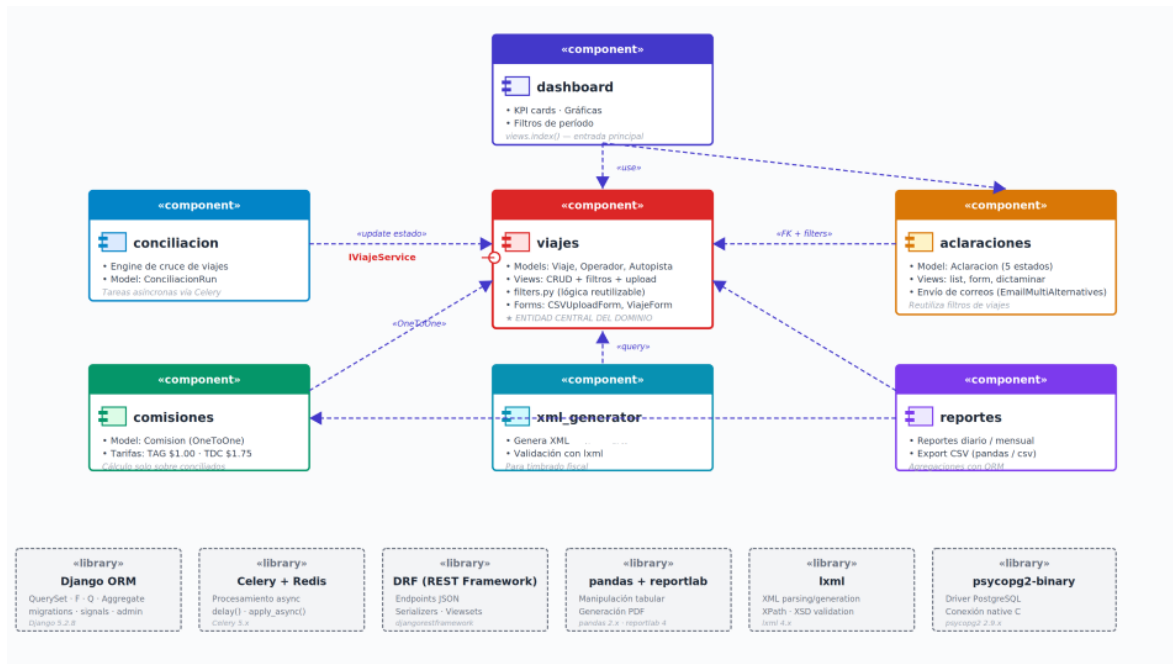 «component»
dashboard
• KPI cards · Gráficas
• Filtros de período
views.index() — entrada principal
«use»
«component»
conciliacion
• Engine de cruce de viajes
• Model: ConciliacionRun
Tareas asíncronas vía Celery
«update estado»
IViajeService
«component»
viajes
• Models: Viaje, Operador, Autopista
• Views: CRUD + filtros + upload
• filters.py (lógica reutilizable)
• Forms: CSVUploadForm, ViajeForm
★ ENTIDAD CENTRAL DEL DOMINIO
«FK + filters»
«component»
aclaraciones
• Model: Aclaracion (5 estados)
• Views: list, form, dictaminar
• Envío de correos (EmailMultiAlternatives)
Reutiliza filtros de viajes
«OneToOne»
«query»
«component»
comisiones
• Model: Comision (OneToOne)
• Tarifas: TAG $1.00 · TDC $1.75
Cálculo solo sobre conciliados
«component»
xml_generator
• Genera XML
• Validación con lxml
Para timbrado fiscal
«component»
reportes
• Reportes diario / mensual
• Export CSV (pandas / csv)
Agregaciones con ORM
«library»
Django ORM
QuerySet · F · Q · Aggregate
migrations · signals · admin
Django 5.2.8
«library»
Celery + Redis
Procesamiento async
delay() · apply_async()
Celery 5.x
«library»
DRF (REST Framework)
Endpoints JSON
Serializers · Viewsets
djangorestframework
«library»
pandas + reportlab
Manipulación tabular
Generación PDF
pandas 2.x · reportlab 4
«library»
lxml
XML parsing/generation
XPath · XSD validation
lxml 4.x
«library»
psycopg2-binary
Driver PostgreSQL
Conexión native C
psycopg2 2.9.x